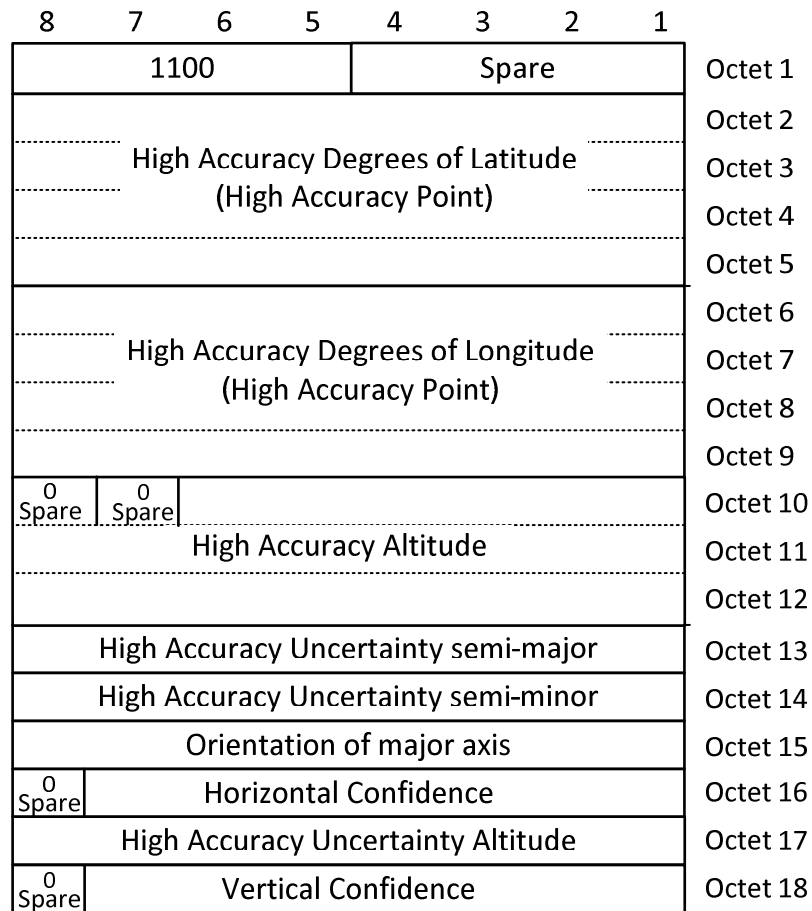 8 7 6 5 4 3 2 1
1100 Spare Octet 1
Octet 2
High Accuracy Degrees of Latitude
Octet 3
(High Accuracy Point)
Octet 4
Octet 5
Octet 6
High Accuracy Degrees of Longitude
Octet 7
(High Accuracy Point)
Octet 8
Octet 9
0 0
Spare Spare Octet 10
High Accuracy Altitude Octet 11
Octet 12
High Accuracy Uncertainty semi-major Octet 13
High Accuracy Uncertainty semi-minor Octet 14
Orientation of major axis Octet 15
0
Spare Horizontal Confidence Octet 16
High Accuracy Uncertainty Altitude Octet 17
0
Spare Vertical Confidence Octet 18